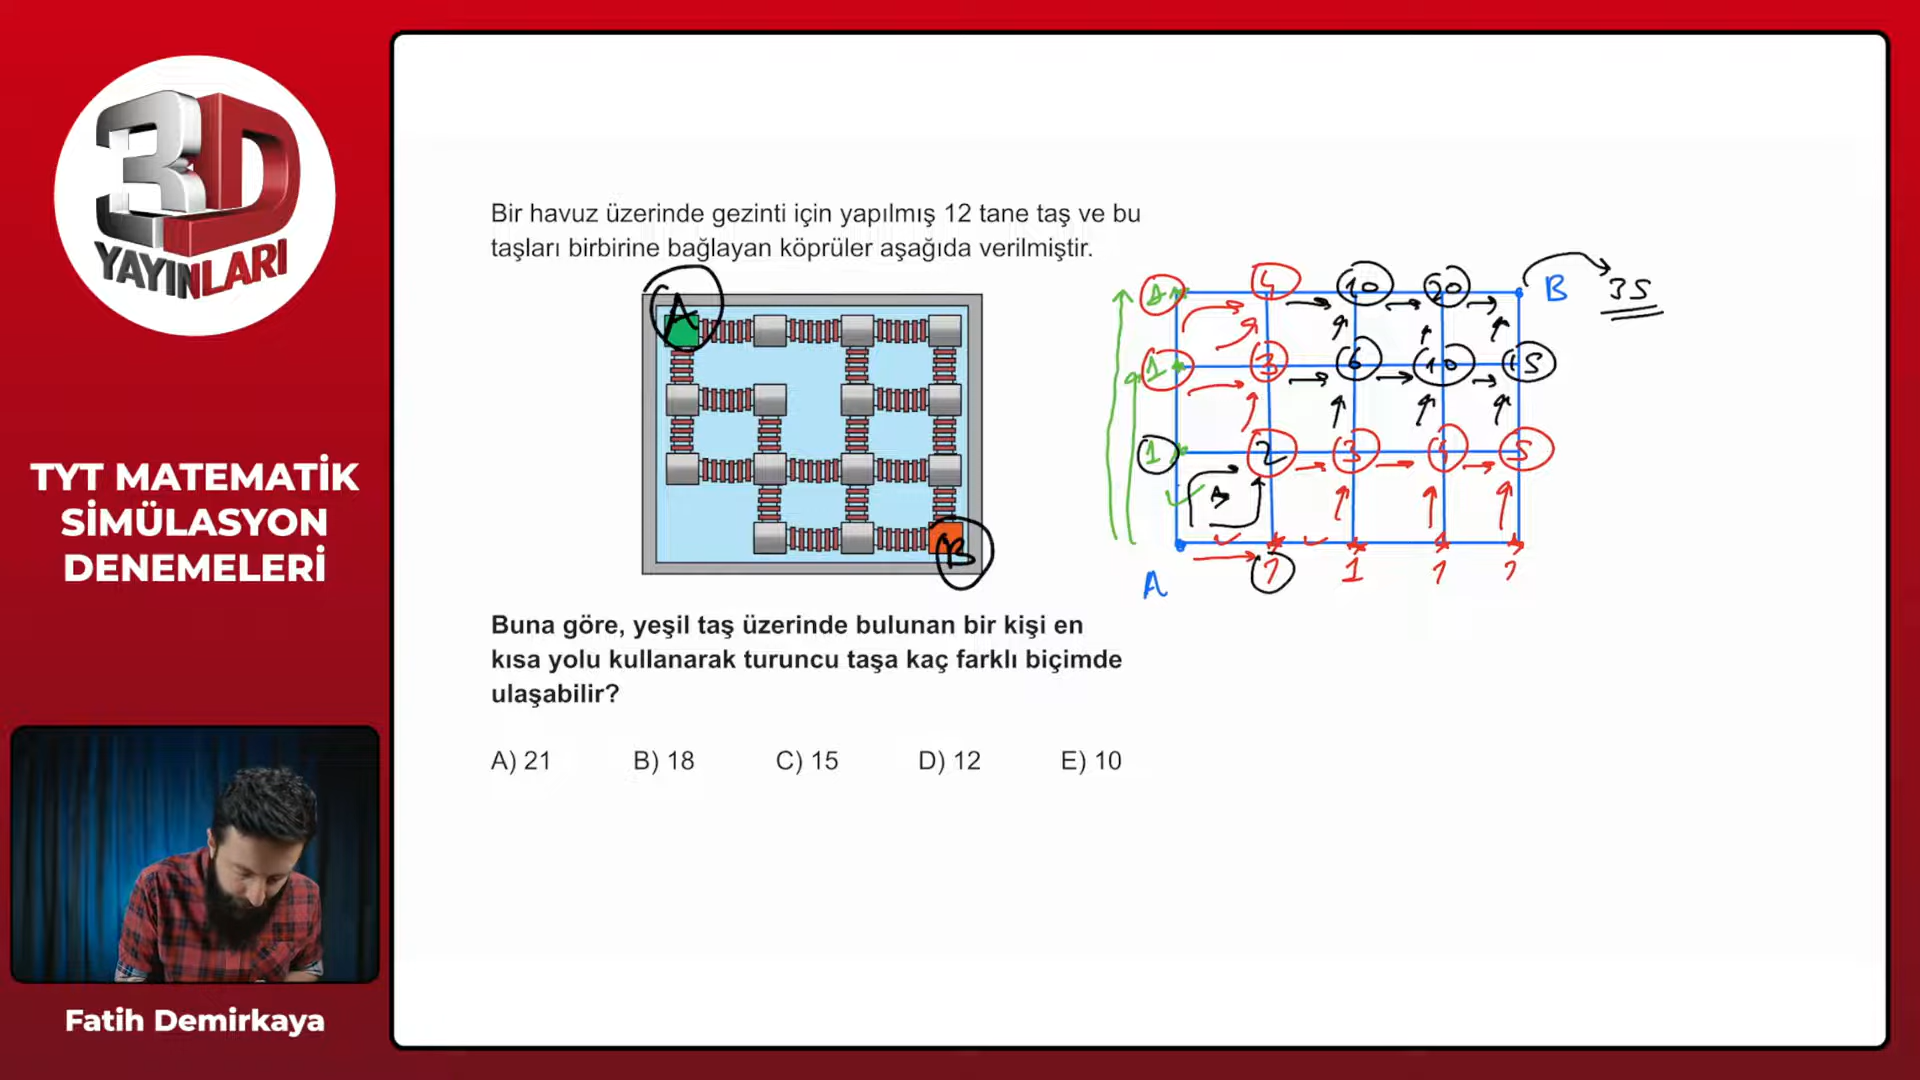 3D
YAYINLARI
TYT MATEMATİK
SİMÜLASYON
DENEMELERİ
Fatih Demirkaya
Bir havuz üzerinde gezinti için yapılmış 12 tane taş ve bu
taşları birbirine bağlayan köprüler aşağıda verilmiştir.
A
B
Buna göre, yeşil taş üzerinde bulunan bir kişi en
kısa yolu kullanarak turuncu taşa kaç farklı biçimde
ulaşabilir?
A) 21 B) 18 C) 15 D) 12 E) 10
1 4 10 20 B 35
1 3 6 10 15
1 2 3 4 5
1 1 1 1
A